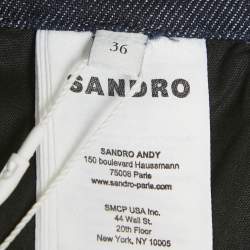 36
SANDRO
SANDRO ANDY
150 boulevard Haussmann
75008 Paris
www.sandro-paris.com
SMCP USA Inc.
44 Wall St.
20th Floor
New York, NY 10005